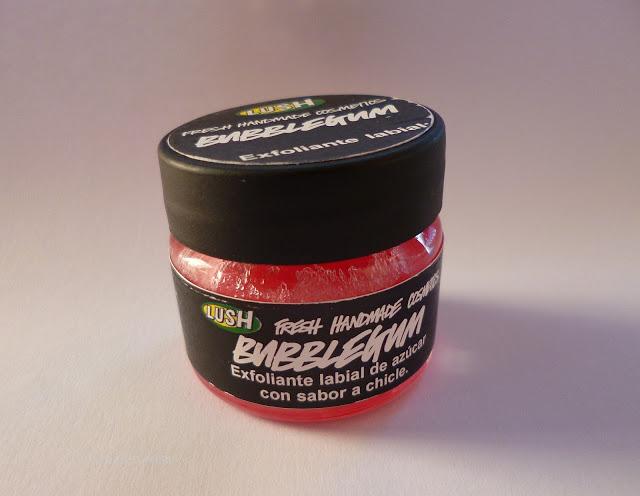 LUSH
FRESH HANDMADE COSMETICS
BUBBLEGUM
Exfoliante labial
LUSH
FRESH HANDMADE COSMETICS
BUBBLEGUM
Exfoliante labial de azúcar
con sabor a chicle.